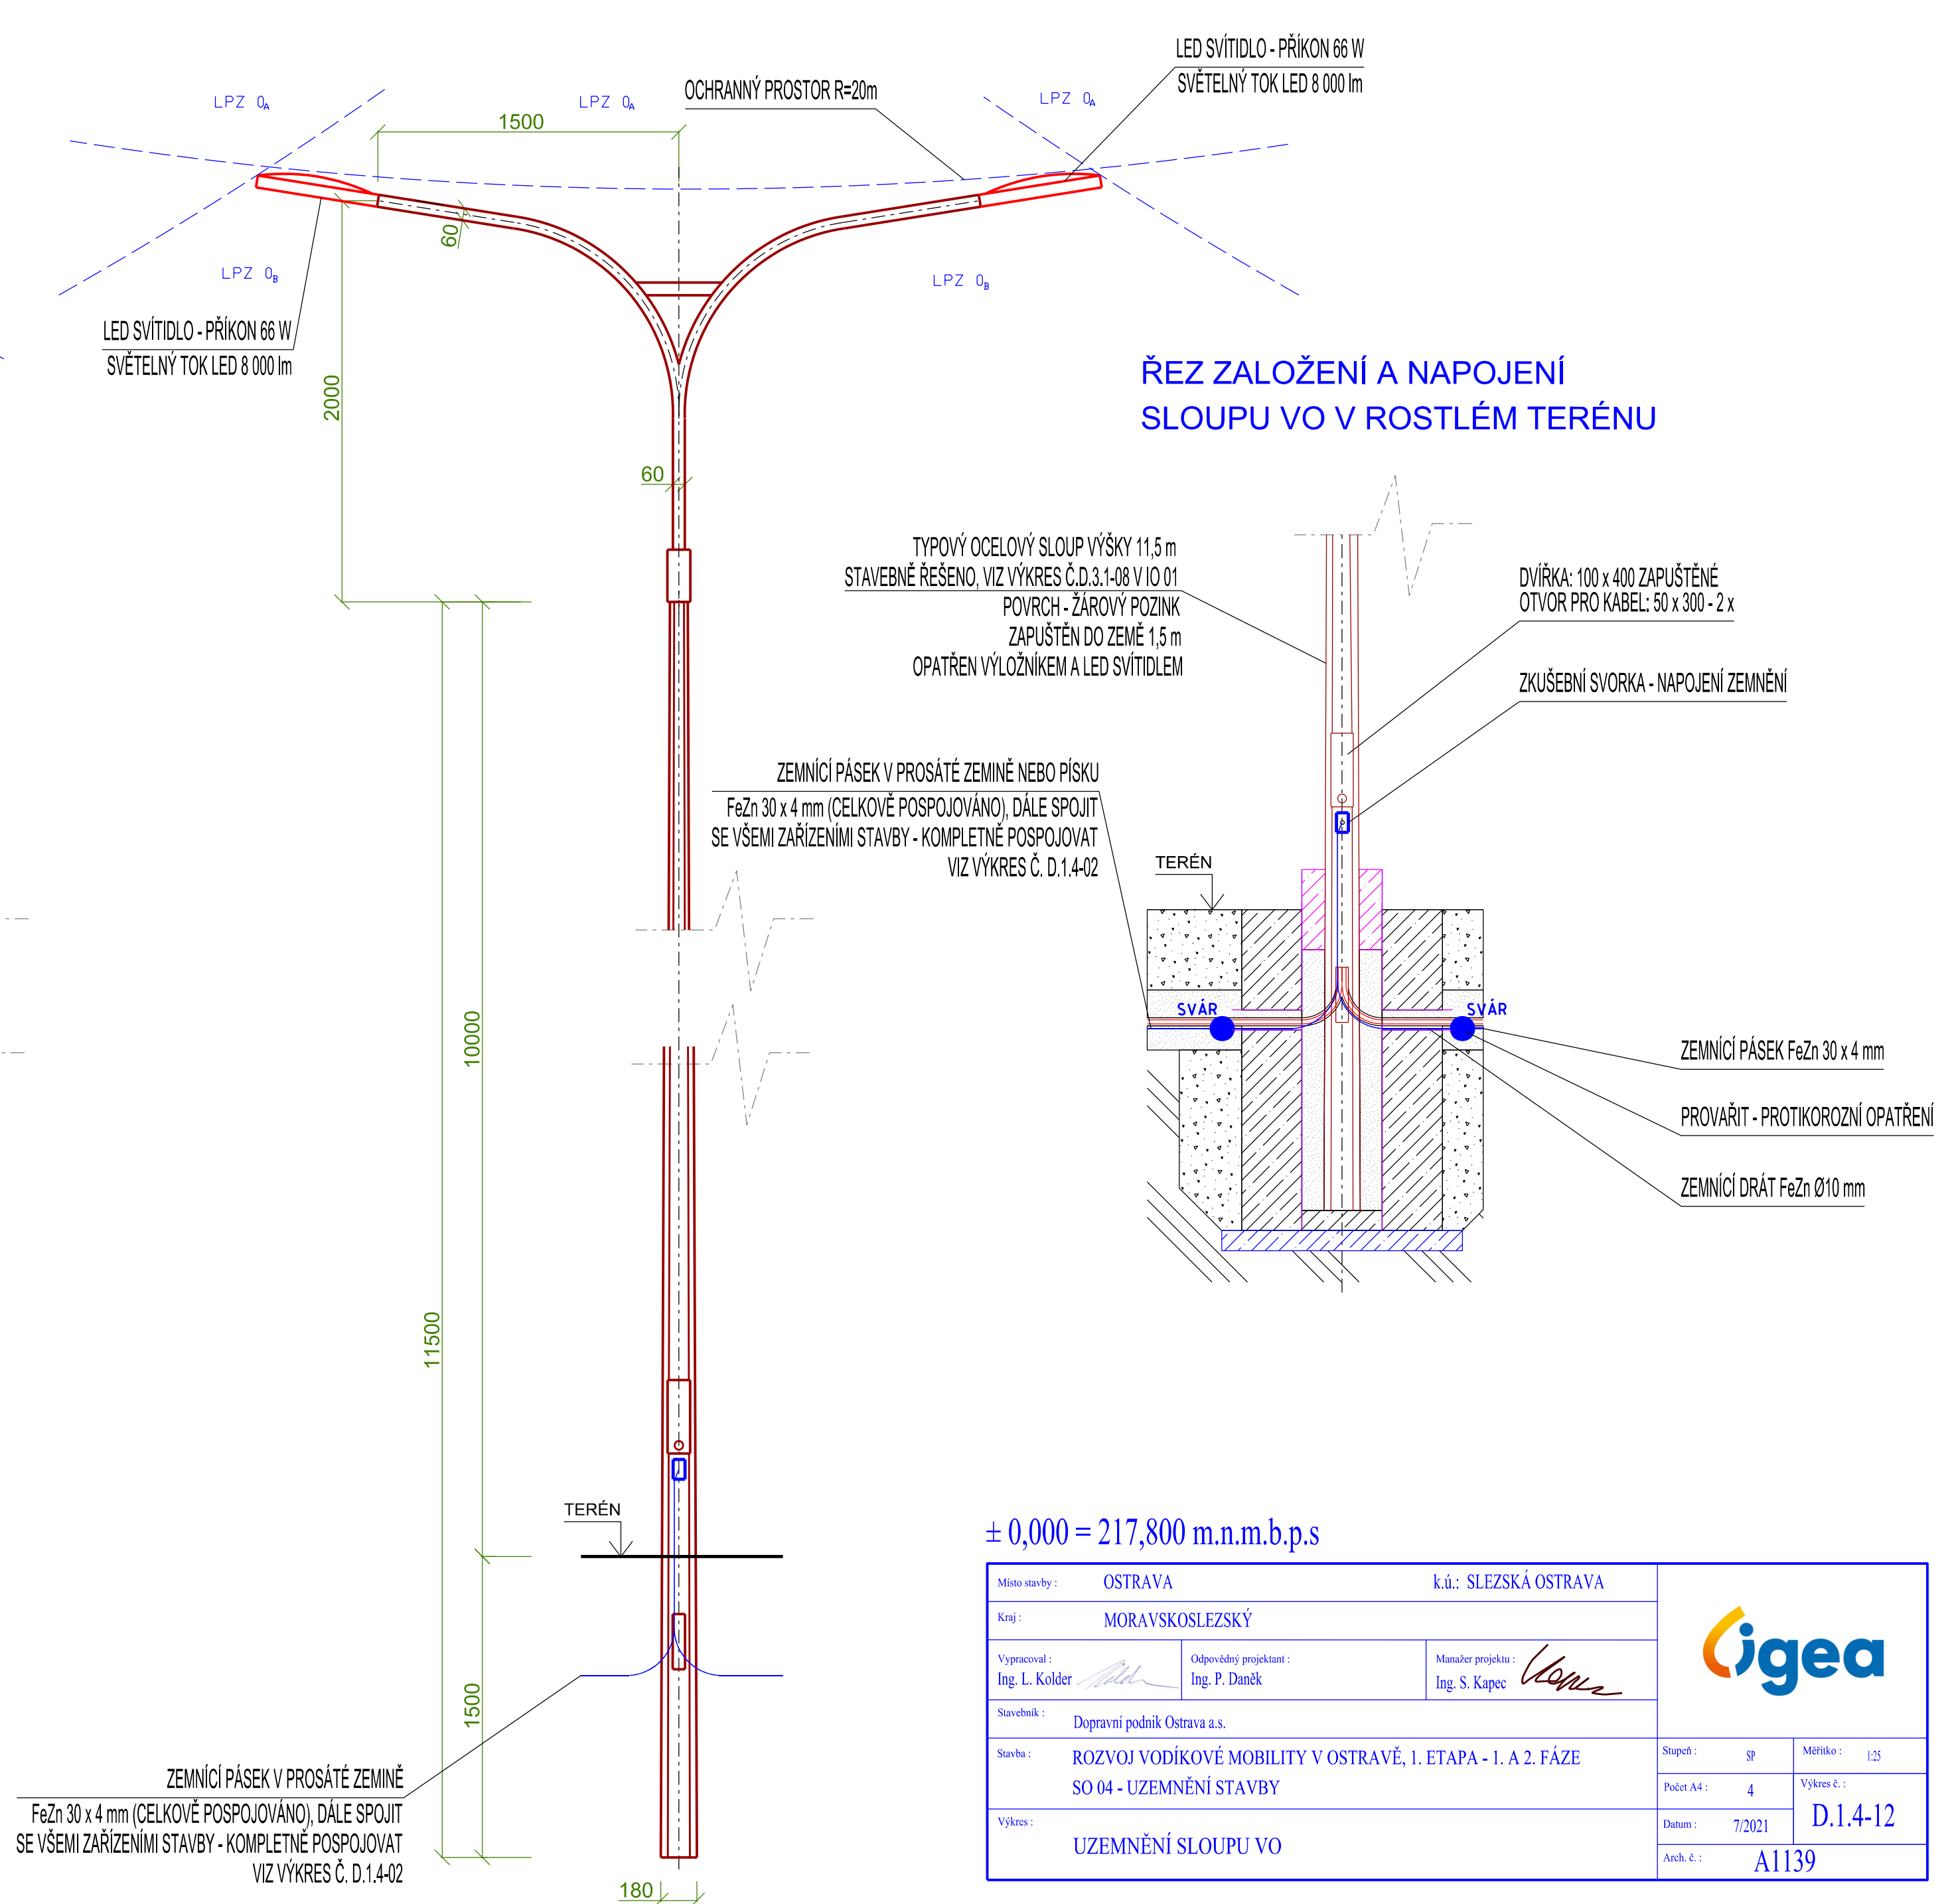 LED SVÍTIDLO - PŘÍKON 66 W
SVĚTELNÝ TOK LED 8 000 lm
OCHRANNÝ PROSTOR R=20m
LPZ 0A
LPZ 0A
LPZ 0A
1500
60
LPZ 0B
LPZ 0B
LED SVÍTIDLO - PŘÍKON 66 W
SVĚTELNÝ TOK LED 8 000 lm
2000
60
ŘEZ ZALOŽENÍ A NAPOJENÍ
SLOUPU VO V ROSTLÉM TERÉNU
TYPOVÝ OCELOVÝ SLOUP VÝŠKY 11,5 m
STAVEBNĚ ŘEŠENO, VIZ VÝKRES Č.D.3.1-08 V IO 01
POVRCH - ŽÁROVÝ POZINK
ZAPUŠTĚN DO ZEMĚ 1,5 m
OPATŘEN VÝLOŽNÍKEM A LED SVÍTIDLEM
DVÍŘKA: 100 x 400 ZAPUŠTĚNÉ
OTVOR PRO KABEL: 50 x 300 - 2 x
ZKUŠEBNÍ SVORKA - NAPOJENÍ ZEMNĚNÍ
ZEMNÍCÍ PÁSEK V PROSÁTÉ ZEMINĚ NEBO PÍSKU
FeZn 30 x 4 mm (CELKOVĚ POSPOJOVÁNO), DÁLE SPOJIT
SE VŠEMI ZAŘÍZENÍMI STAVBY - KOMPLETNĚ POSPOJOVAT
VIZ VÝKRES Č. D.1.4-02
TERÉN
SVÁR
SVÁR
ZEMNÍCÍ PÁSEK FeZn 30 x 4 mm
PROVAŘIT - PROTIKOROZNÍ OPATŘENÍ
ZEMNÍCÍ DRÁT FeZn Ø10 mm
10000
11500
TERÉN
1500
ZEMNÍCÍ PÁSEK V PROSÁTÉ ZEMINĚ
FeZn 30 x 4 mm (CELKOVĚ POSPOJOVÁNO), DÁLE SPOJIT
SE VŠEMI ZAŘÍZENÍMI STAVBY - KOMPLETNĚ POSPOJOVAT
VIZ VÝKRES Č. D.1.4-02
180
± 0,000 = 217,800 m.n.m.b.p.s
Místo stavby : OSTRAVA k.ú.: SLEZSKÁ OSTRAVA
Kraj : MORAVSKOSLEZSKÝ
Vypracoval :
Ing. L. Kolder
Odpovědný projektant :
Ing. P. Daněk
Manažer projektu :
Ing. S. Kapec
igea
Stavebník : Dopravní podnik Ostrava a.s.
Stavba : ROZVOJ VODÍKOVÉ MOBILITY V OSTRAVĚ, 1. ETAPA - 1. A 2. FÁZE
SO 04 - UZEMNĚNÍ STAVBY
Výkres :
UZEMNĚNÍ SLOUPU VO
Stupeň : SP
Měřítko : 1:25
Počet A4 : 4
Výkres č. :
D.1.4-12
Datum : 7/2021
Arch. č. : A1139